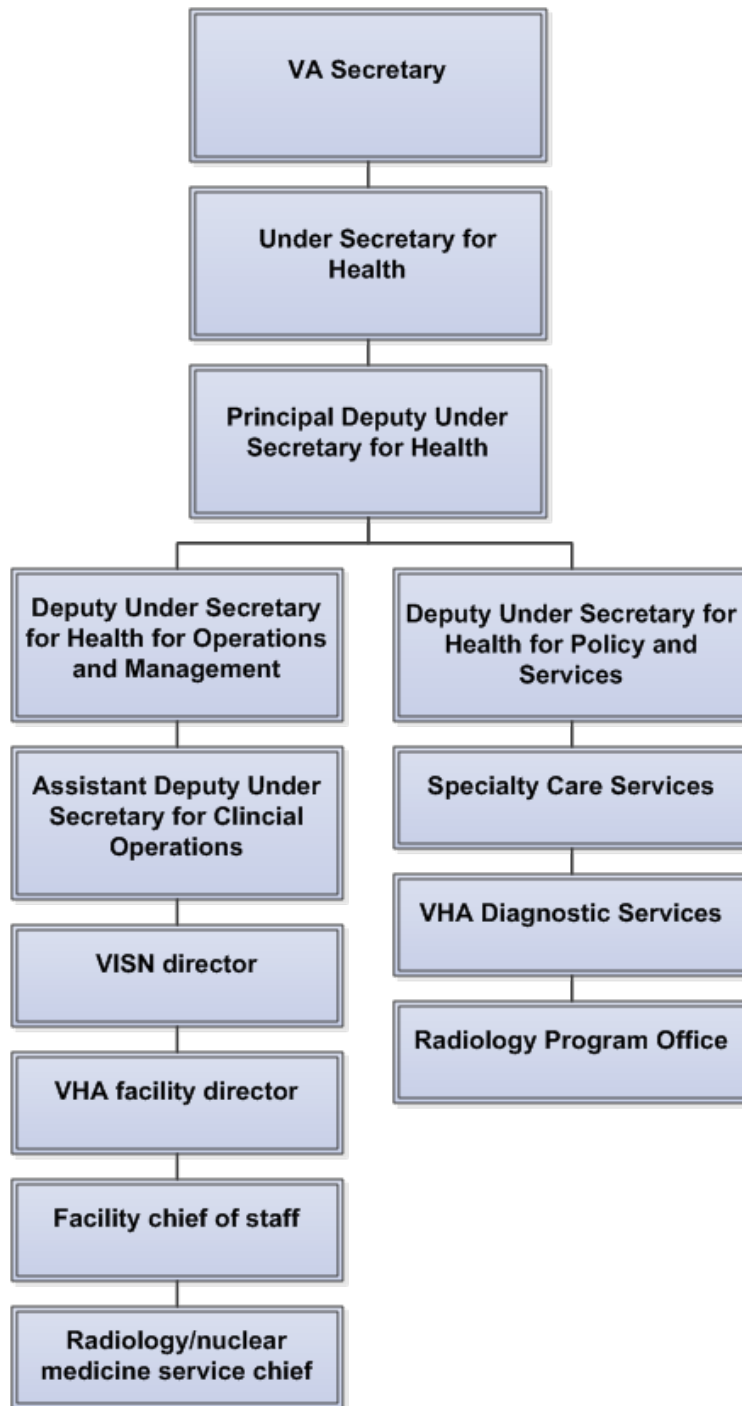 VA Secretary
Under Secretary for
Health
Principal Deputy Under
Secretary for Health
Deputy Under Secretary
for Health for Operations
and Management
Assistant Deputy Under
Secretary for Clincial
Operations
VISN director
VHA facility director
Facility chief of staff
Radiology/nuclear
medicine service chief
Deputy Under Secretary for
Health for Policy and
Services
Specialty Care Services
VHA Diagnostic Services
Radiology Program Office